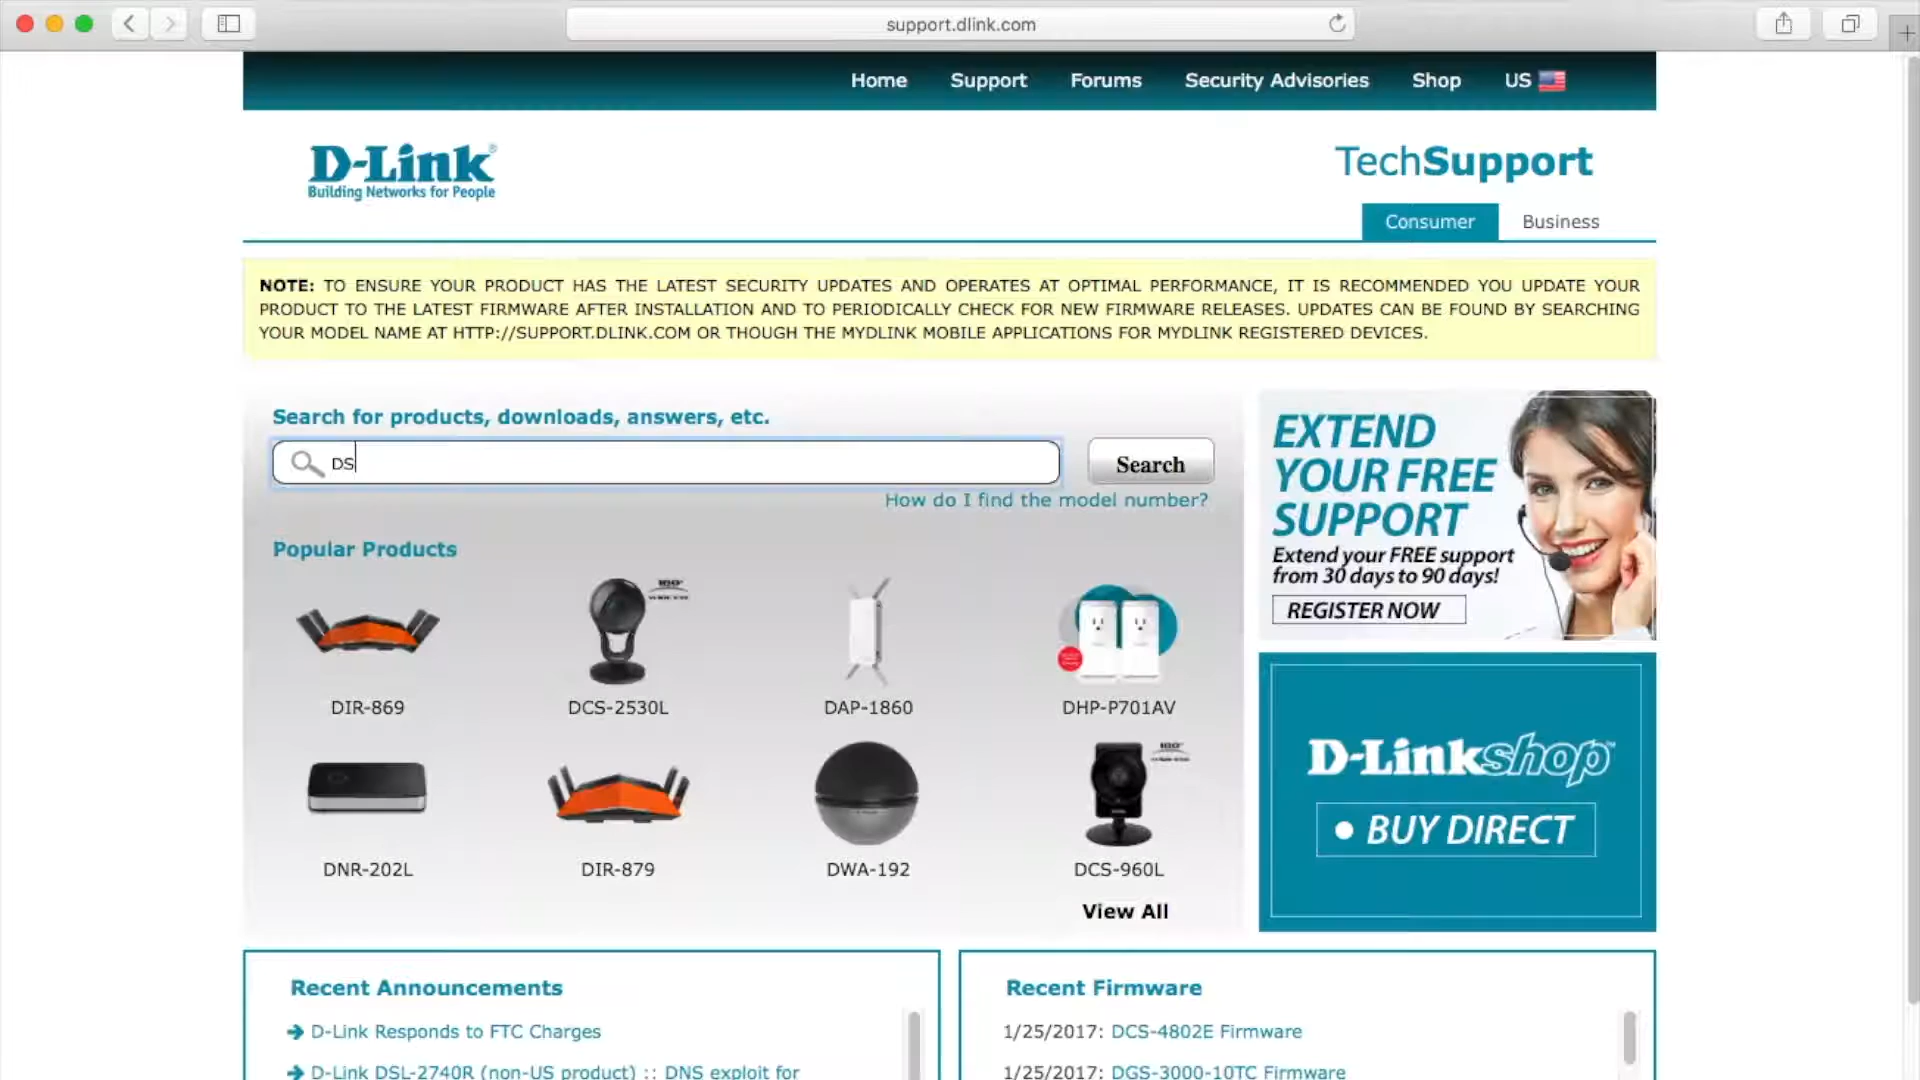 support.dlink.com
Home Support Forums Security Advisories Shop US
D-Link®
Building Networks for People
TechSupport
Consumer Business
NOTE: TO ENSURE YOUR PRODUCT HAS THE LATEST SECURITY UPDATES AND OPERATES AT OPTIMAL PERFORMANCE, IT IS RECOMMENDED YOU UPDATE YOUR
PRODUCT TO THE LATEST FIRMWARE AFTER INSTALLATION AND TO PERIODICALLY CHECK FOR NEW FIRMWARE RELEASES. UPDATES CAN BE FOUND BY SEARCHING
YOUR MODEL NAME AT HTTP://SUPPORT.DLINK.COM OR THOUGH THE MYDLINK MOBILE APPLICATIONS FOR MYDLINK REGISTERED DEVICES.
Search for products, downloads, answers, etc.
DS
Search
How do I find the model number?
Popular Products
DIR-869 DCS-2530L DAP-1860 DHP-P701AV
DNR-202L DIR-879 DWA-192 DCS-960L
View All
EXTEND
YOUR FREE
SUPPORT
Extend your FREE support
from 30 days to 90 days!
REGISTER NOW
D-Linkshop™
BUY DIRECT
Recent Announcements
D-Link Responds to FTC Charges
D-Link DSL-2740R (non-US product) :: DNS exploit for
Recent Firmware
1/25/2017: DCS-4802E Firmware
1/25/2017: DGS-3000-10TC Firmware